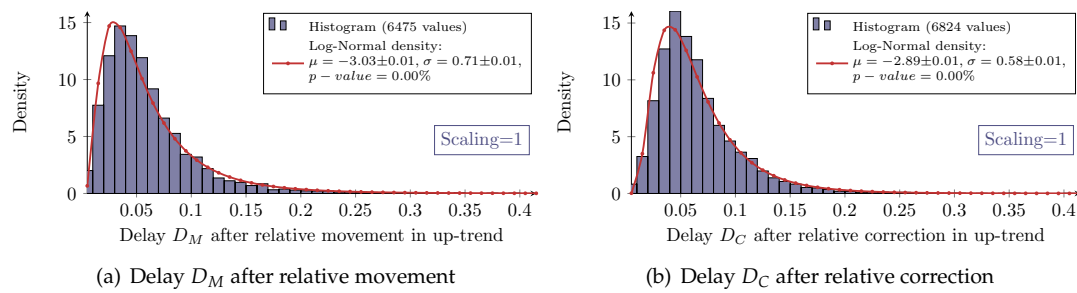 15
10
5
0
Density
Histogram (6475 values)
Log-Normal density:
μ = −3.03±0.01, σ = 0.71±0.01,
p − value = 0.00%
Scaling=1
0.05 0.1 0.15 0.2 0.25 0.3 0.35 0.4
Delay D_M after relative movement in up-trend
(a) Delay D_M after relative movement
15
10
5
0
Density
Histogram (6824 values)
Log-Normal density:
μ = −2.89±0.01, σ = 0.58±0.01,
p − value = 0.00%
Scaling=1
0.05 0.1 0.15 0.2 0.25 0.3 0.35 0.4
Delay D_C after relative correction in up-trend
(b) Delay D_C after relative correction